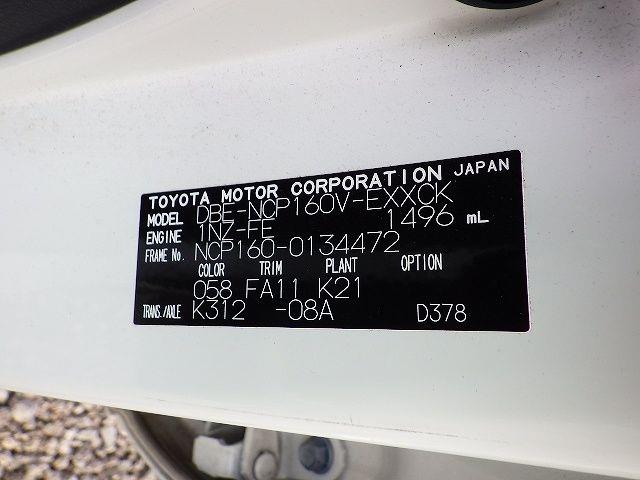 TOYOTA MOTOR CORPORATION JAPAN
MODEL DBE-NCP160V-EXXCK
ENGINE 1NZ-FE 1496 mL
FRAME No. NCP160-0134472
COLOR TRIM PLANT OPTION
058 FA11 K21
TRANS./AXLE K312 -08A D378